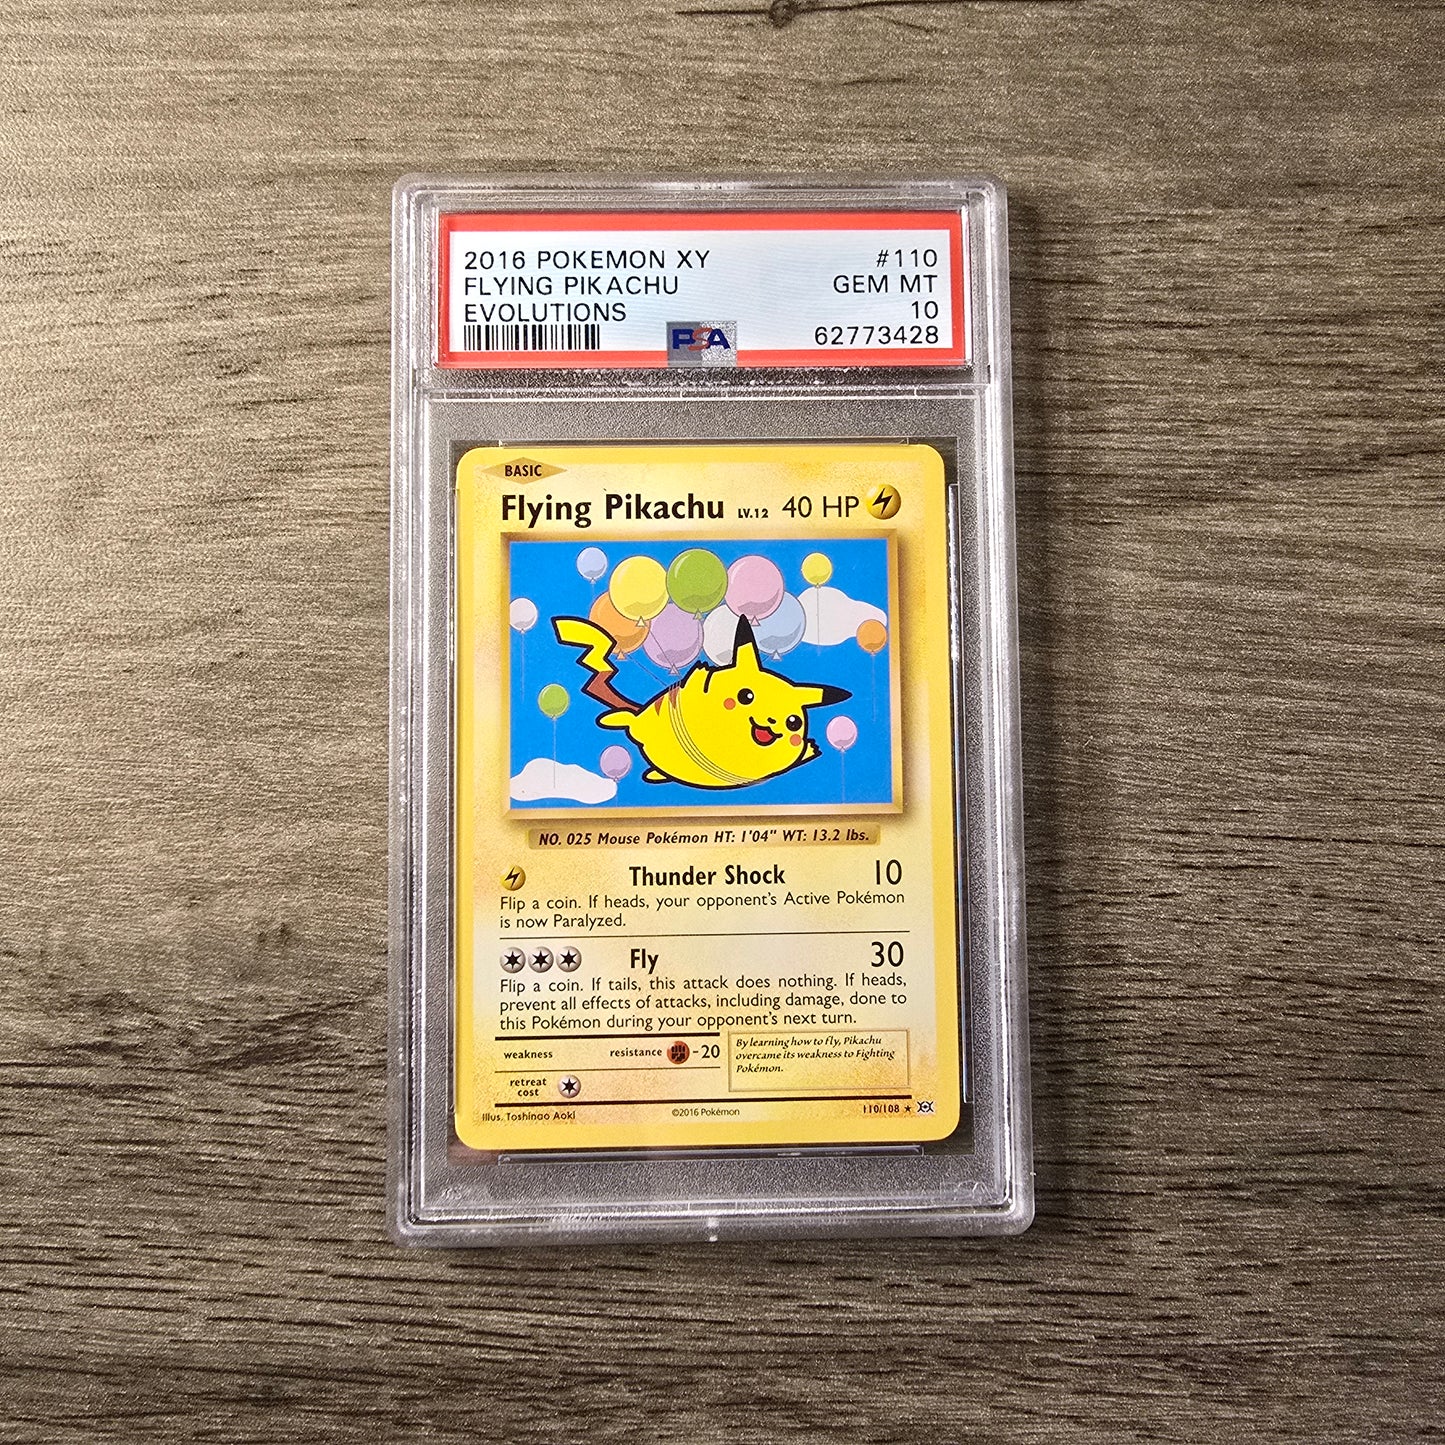 2016 POKEMON XY #110
FLYING PIKACHU GEM MT
EVOLUTIONS 10
PSA 62773428
BASIC
Flying Pikachu LV.12 40 HP
NO. 025 Mouse Pokémon HT: 1'04" WT: 13.2 lbs.
Thunder Shock 10
Flip a coin. If heads, your opponent's Active Pokémon
is now Paralyzed.
Fly 30
Flip a coin. If tails, this attack does nothing. If heads,
prevent all effects of attacks, including damage, done to
this Pokémon during your opponent's next turn.
weakness resistance -20
retreat
cost
By learning how to fly, Pikachu
overcame its weakness to Fighting
Pokémon.
Illus. Toshinao Aoki ©2016 Pokémon 110/108 ★